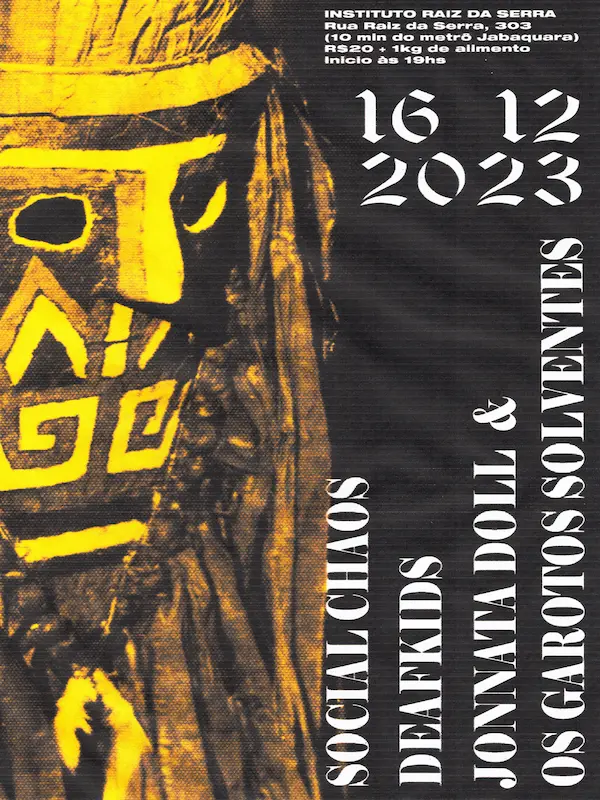 INSTITUTO RAIZ DA SERRA
Rua Raiz da Serra, 303
(10 min do metrô Jabaquara)
R$20 + 1kg de alimento
Início às 19hs
16 12
2023
SOCIAL CHAOS
DEAFKIDS
JONNATA DOLL &
OS GAROTOS SOLVENTES